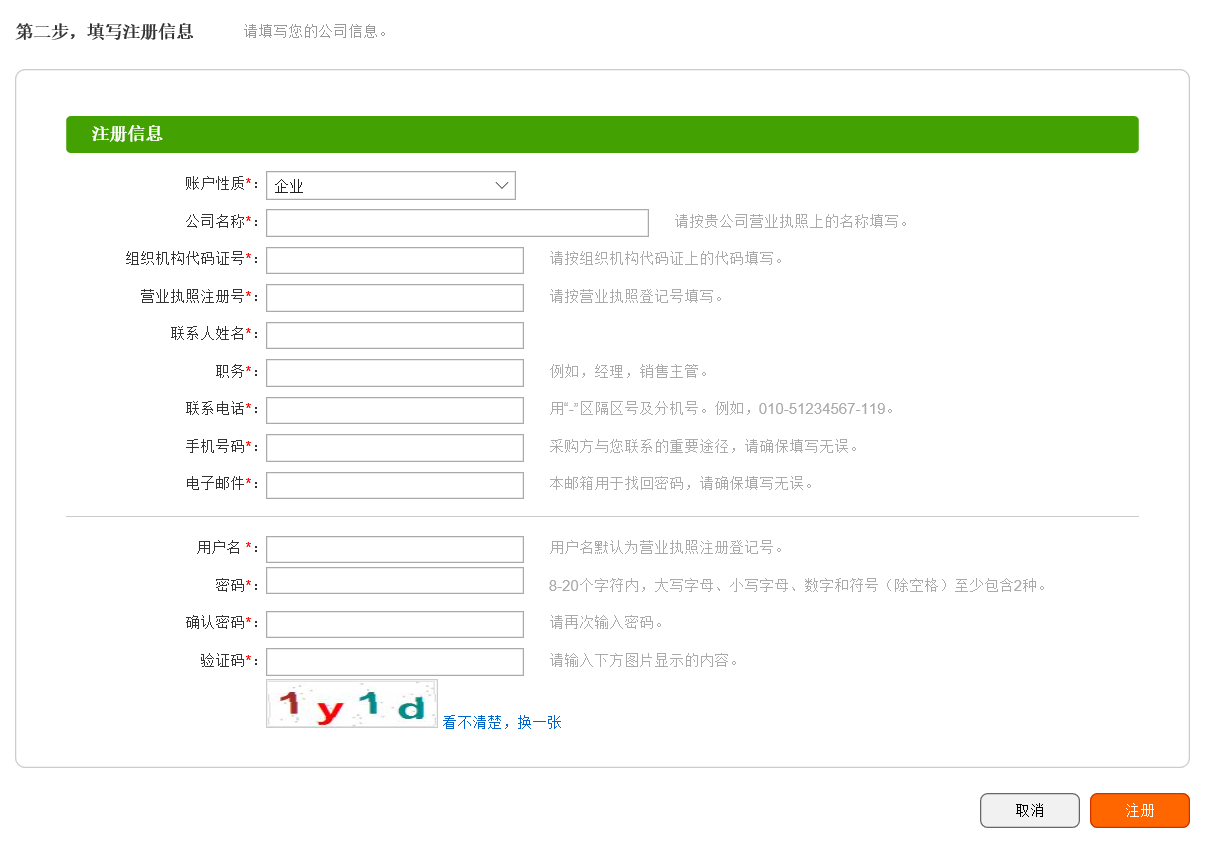 第二步，填写注册信息 请填写您的公司信息。
注册信息
账户性质*： 企业
公司名称*： 请按贵公司营业执照上的名称填写。
组织机构代码证号*： 请按组织机构代码证上的代码填写。
营业执照注册号*： 请按营业执照登记号填写。
联系人姓名*：
职务*： 例如，经理，销售主管。
联系电话*： 用“-”区隔区号及分机号。例如，010-51234567-119。
手机号码*： 采购方与您联系的重要途径，请确保填写无误。
电子邮件*： 本邮箱用于找回密码，请确保填写无误。
用户名 *： 用户名默认为营业执照注册登记号。
密码*： 8-20个字符内，大写字母、小写字母、数字和符号（除空格）至少包含2种。
确认密码*： 请再次输入密码。
验证码*： 请输入下方图片显示的内容。
1y1d 看不清楚，换一张
取消 注册